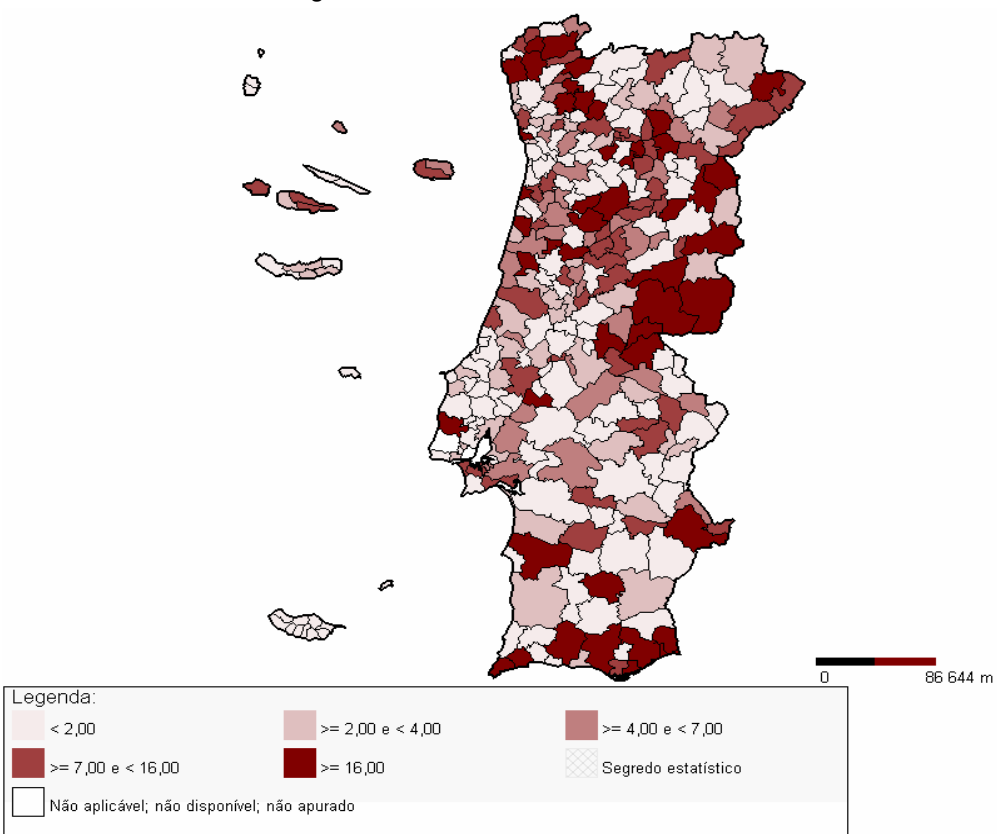 0 86 644 m
Legenda:
< 2,00 >= 2,00 e < 4,00 >= 4,00 e < 7,00
>= 7,00 e < 16,00 >= 16,00 Segredo estatístico
Não aplicável; não disponível; não apurado